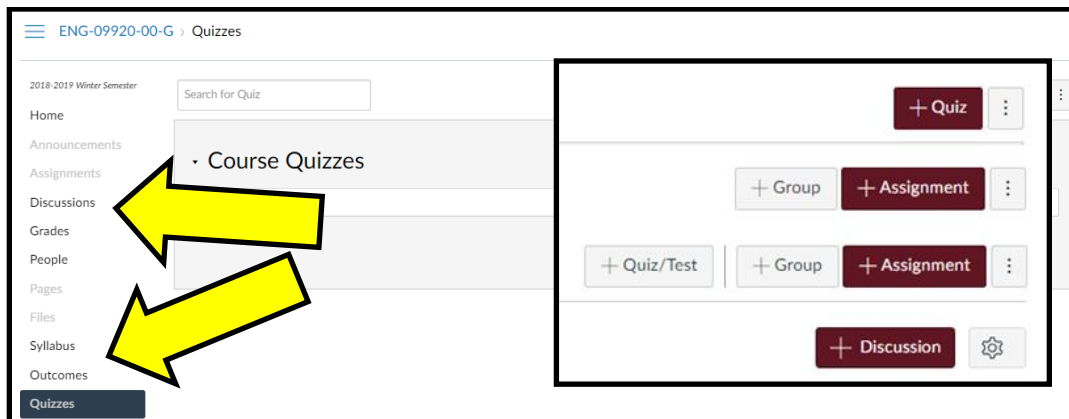 ENG-09920-00-G › Quizzes
2018-2019 Winter Semester
Home
Announcements
Assignments
Discussions
Grades
People
Pages
Files
Syllabus
Outcomes
Quizzes
Search for Quiz
Course Quizzes
+ Quiz
+ Group + Assignment
+ Quiz/Test + Group + Assignment
+ Discussion